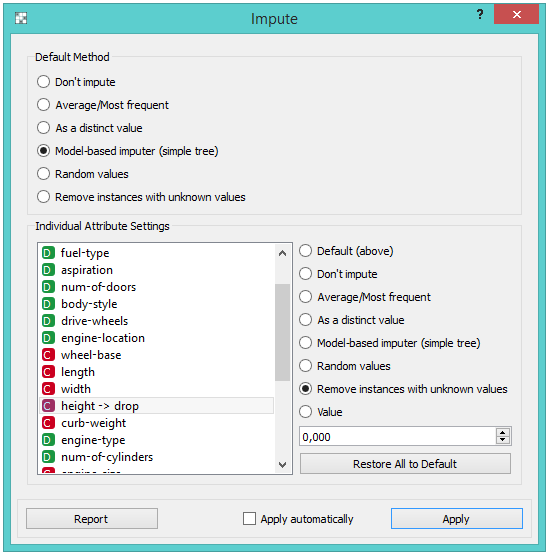 Impute
?
Default Method
Don't impute
Average/Most frequent
As a distinct value
Model-based imputer (simple tree)
Random values
Remove instances with unknown values
Individual Attribute Settings
D fuel-type
D aspiration
D num-of-doors
D body-style
D drive-wheels
D engine-location
C wheel-base
C length
C width
C height -> drop
C curb-weight
D engine-type
D num-of-cylinders
C engine-size
Default (above)
Don't impute
Average/Most frequent
As a distinct value
Model-based imputer (simple tree)
Random values
Remove instances with unknown values
Value
0,000
Restore All to Default
Report
Apply automatically
Apply